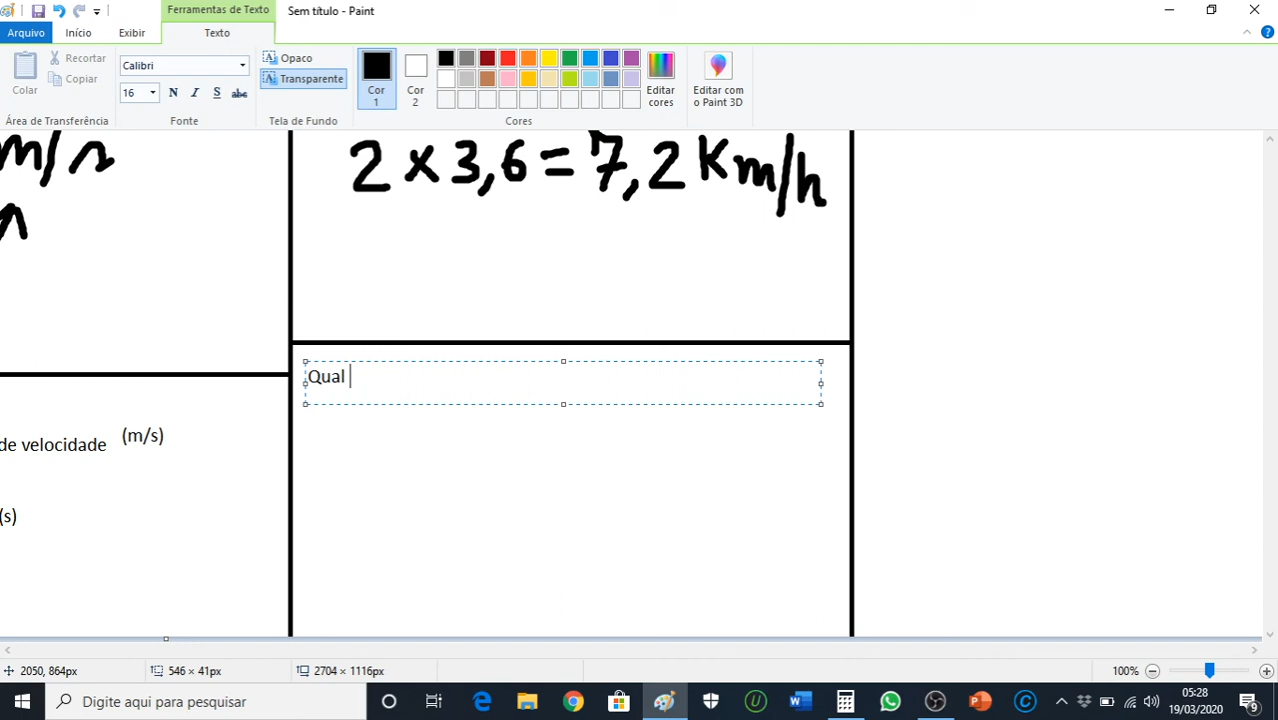 Ferramentas de Texto
Sem título - Paint
Arquivo
Início
Exibir
Texto
Colar
Recortar
Copiar
Área de Transferência
Calibri
16
N I S abc
Fonte
Opaco
Transparente
Tela de Fundo
Cor 1
Cor 2
Editar cores
Editar com o Paint 3D
Cores
m/s
2 x 3,6 = 7,2 Km/h
Qual
de velocidade (m/s)
(s)
2050, 864px
546 × 41px
2704 × 1116px
100%
Digite aqui para pesquisar
05:28
19/03/2020
9